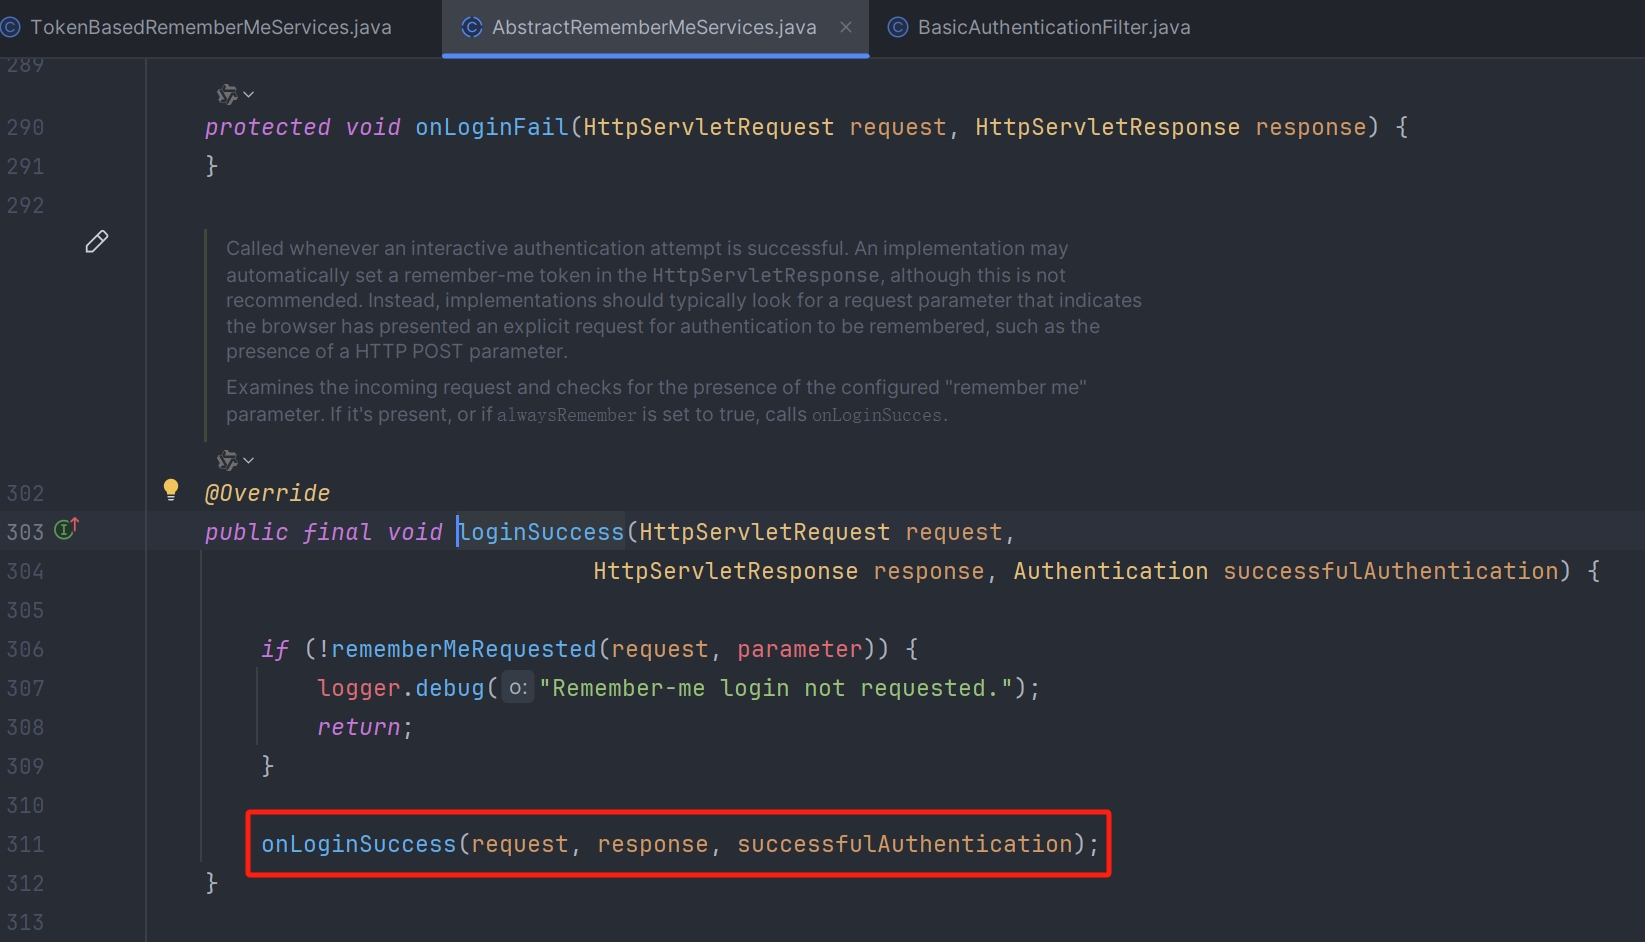 TokenBasedRememberMeServices.java
AbstractRememberMeServices.java
BasicAuthenticationFilter.java
289
290 protected void onLoginFail(HttpServletRequest request, HttpServletResponse response) {
291 }
292
Called whenever an interactive authentication attempt is successful. An implementation may
automatically set a remember-me token in the HttpServletResponse, although this is not
recommended. Instead, implementations should typically look for a request parameter that indicates
the browser has presented an explicit request for authentication to be remembered, such as the
presence of a HTTP POST parameter.
Examines the incoming request and checks for the presence of the configured "remember me"
parameter. If it's present, or if alwaysRemember is set to true, calls onLoginSucces.
302 @Override
303 public final void loginSuccess(HttpServletRequest request,
304 HttpServletResponse response, Authentication successfulAuthentication) {
305
306 if (!rememberMeRequested(request, parameter)) {
307 logger.debug( o: "Remember-me login not requested.");
308 return;
309 }
310
311 onLoginSuccess(request, response, successfulAuthentication);
312 }
313